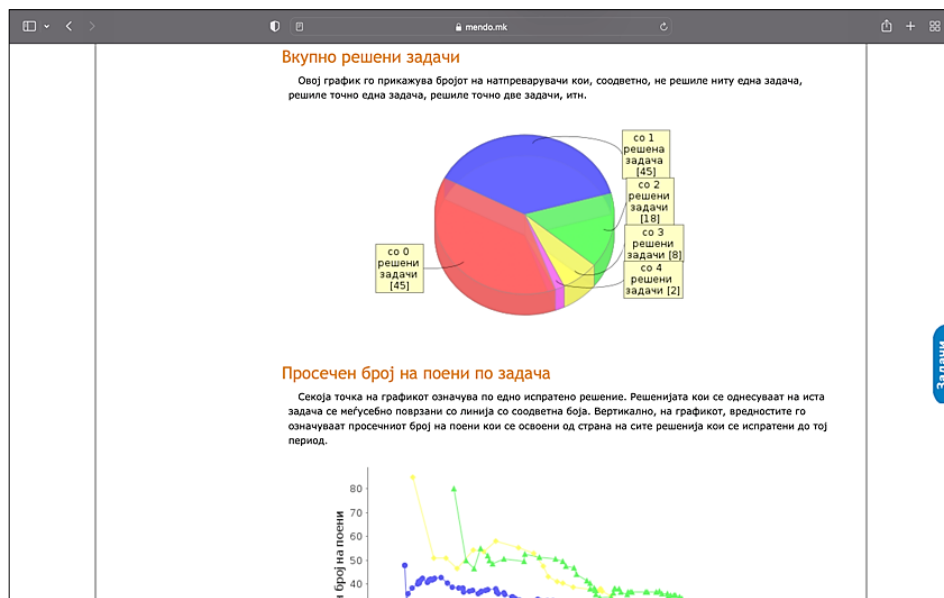 mendo.mk
Вкупно решени задачи
Овој график го прикажува бројот на натпреварувачи кои, соодветно, не решиле ниту една задача,
решиле точно една задача, решиле точно две задачи, итн.
со 1
решена
задача
[45]
со 2
решени
задачи
[18]
со 3
решени
задачи [8]
со 4
решени
задачи [2]
со 0
решени
задачи
[45]
Задачи
Просечен број на поени по задача
Секоја точка на графикот означува по едно испратено решение. Решенијата кои се однесуваат на иста
задача се меѓусебно поврзани со линија со соодветна боја. Вертикално, на графикот, вредностите го
означуваат просечниот број на поени кои се освоени од страна на сите решенија кои се испратени до тој
период.
80
70
60
50
40
број на поени